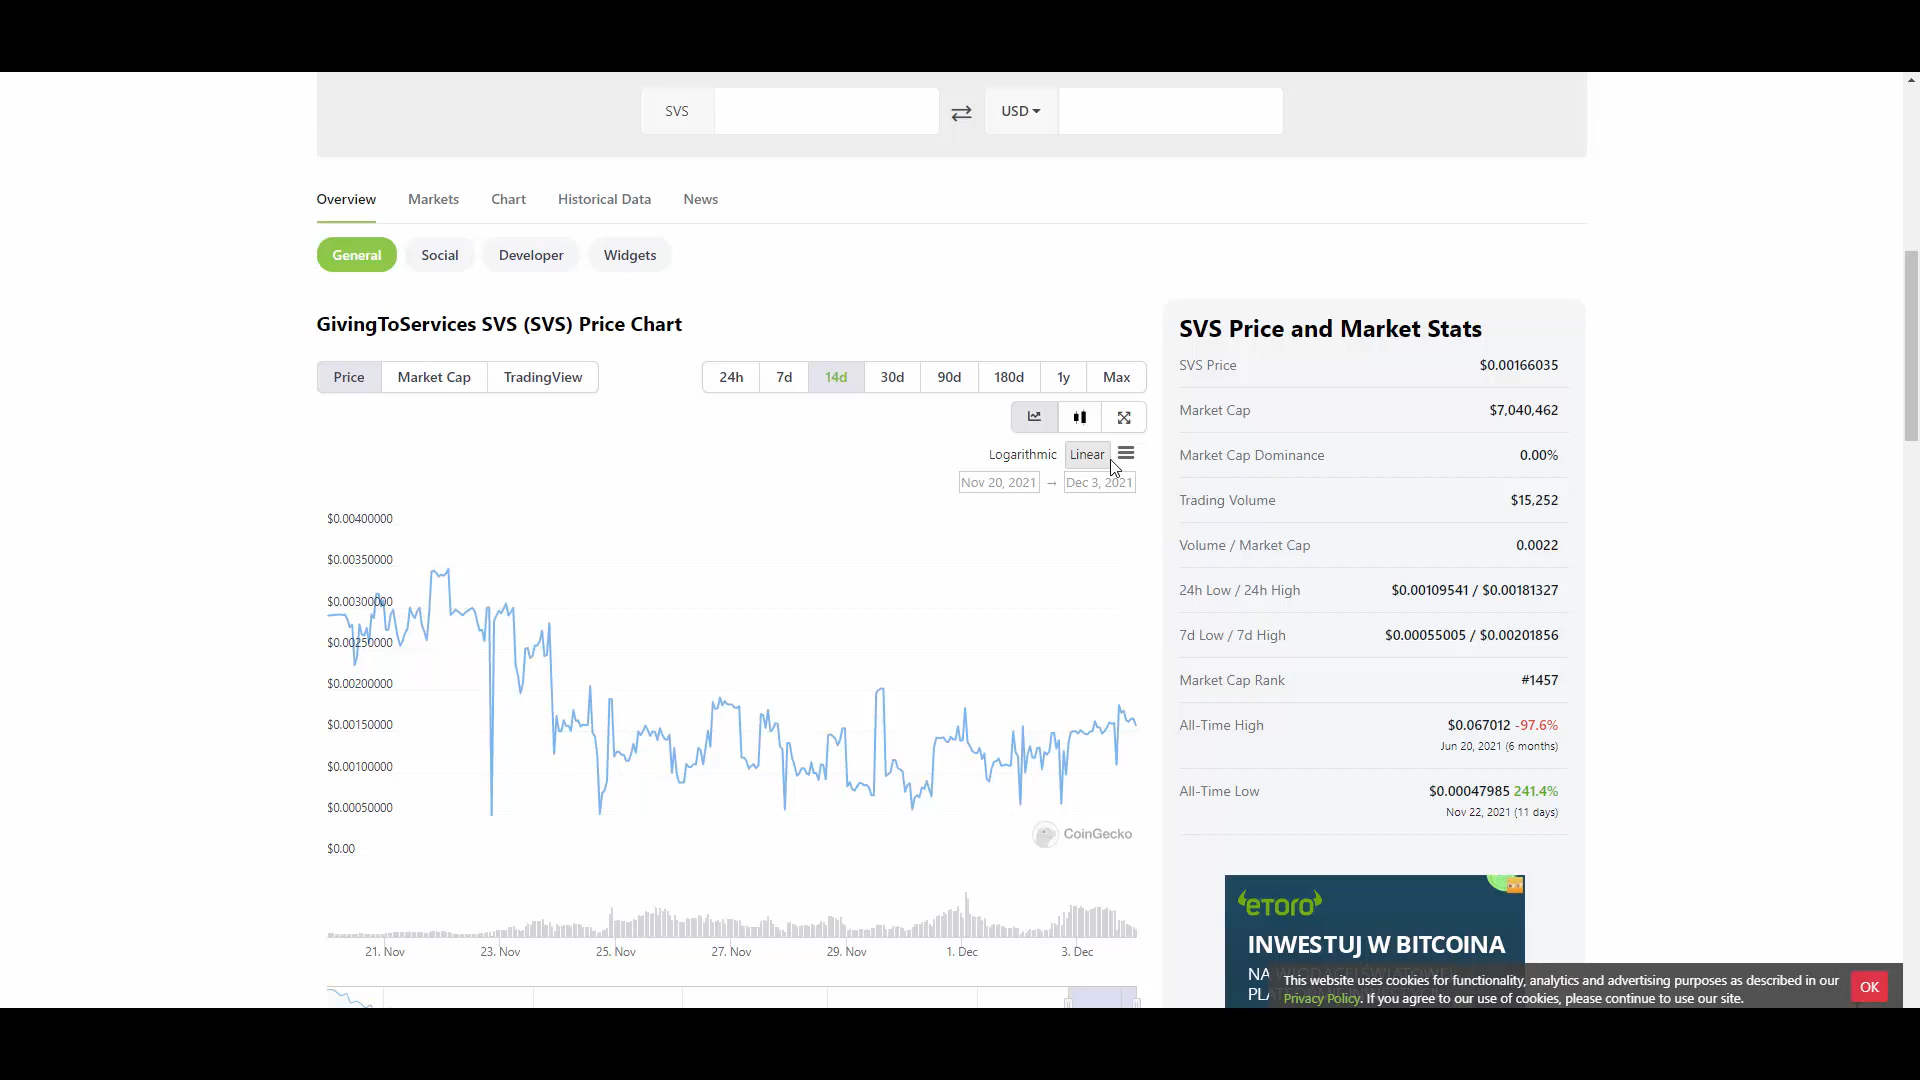 SVS
USD
Overview
Markets
Chart
Historical Data
News
General
Social
Developer
Widgets
GivingToServices SVS (SVS) Price Chart
Price
Market Cap
TradingView
24h
7d
14d
30d
90d
180d
1y
Max
Logarithmic
Linear
Nov 20, 2021 → Dec 3, 2021
$0.00400000
$0.00350000
$0.00300000
$0.00250000
$0.00200000
$0.00150000
$0.00100000
$0.00050000
$0.00
CoinGecko
21. Nov
23. Nov
25. Nov
27. Nov
29. Nov
1. Dec
3. Dec
SVS Price and Market Stats
SVS Price $0.00166035
Market Cap $7,040,462
Market Cap Dominance 0.00%
Trading Volume $15,252
Volume / Market Cap 0.0022
24h Low / 24h High $0.00109541 / $0.00181327
7d Low / 7d High $0.00055005 / $0.00201856
Market Cap Rank #1457
All-Time High $0.067012 -97.6%
Jun 20, 2021 (6 months)
All-Time Low $0.00047985 241.4%
Nov 22, 2021 (11 days)
eToro
INWESTUJ W BITCOINA
NA
This website uses cookies for functionality, analytics and advertising purposes as described in our
Privacy Policy. If you agree to our use of cookies, please continue to use our site.
OK